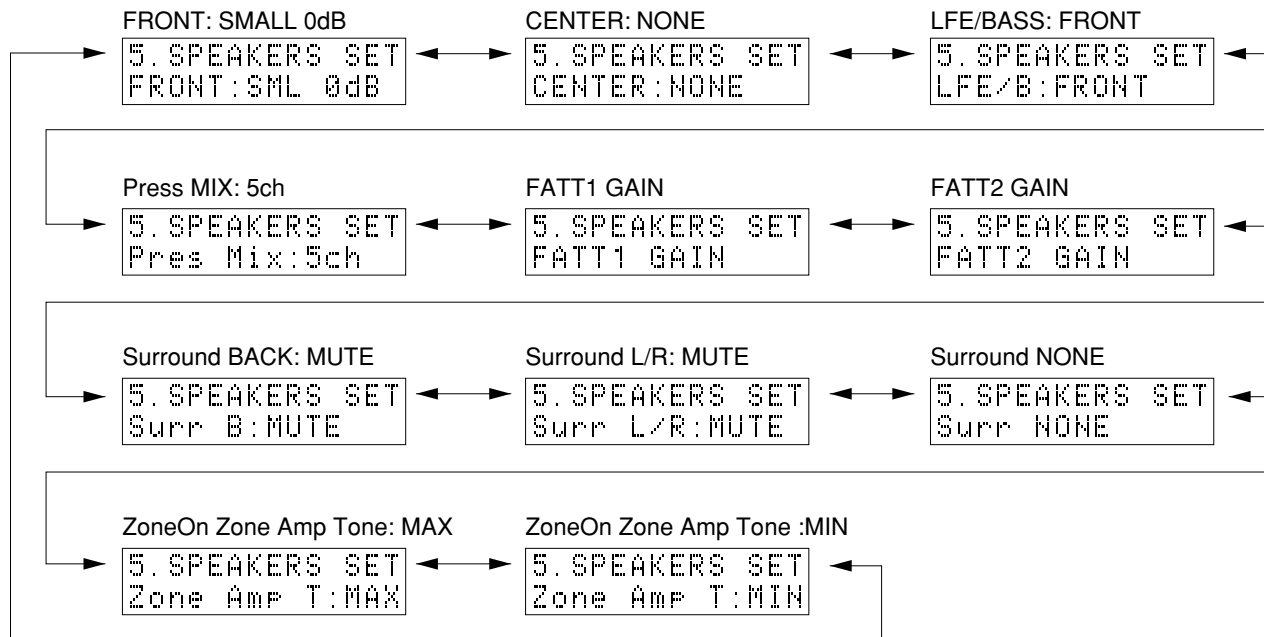 FRONT: SMALL 0dB
5.SPEAKERS SET
FRONT:SML 0dB
CENTER: NONE
5.SPEAKERS SET
CENTER:NONE
LFE/BASS: FRONT
5.SPEAKERS SET
LFE/B:FRONT
Press MIX: 5ch
5.SPEAKERS SET
Pres Mix:5ch
FATT1 GAIN
5.SPEAKERS SET
FATT1 GAIN
FATT2 GAIN
5.SPEAKERS SET
FATT2 GAIN
Surround BACK: MUTE
5.SPEAKERS SET
Surr B:MUTE
Surround L/R: MUTE
5.SPEAKERS SET
Surr L/R:MUTE
Surround NONE
5.SPEAKERS SET
Surr NONE
ZoneOn Zone Amp Tone: MAX
5.SPEAKERS SET
Zone Amp T:MAX
ZoneOn Zone Amp Tone :MIN
5.SPEAKERS SET
Zone Amp T:MIN